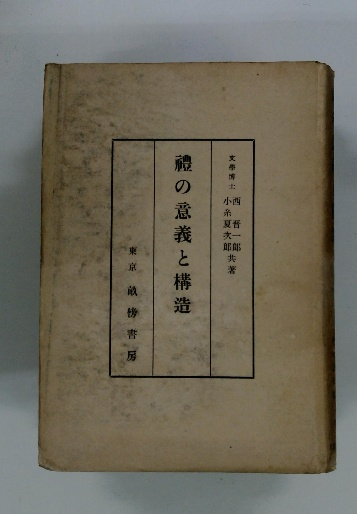 文學博士 西晋一郎
小糸夏次郎 共著
禮の意義と構造
東京 畝傍書房